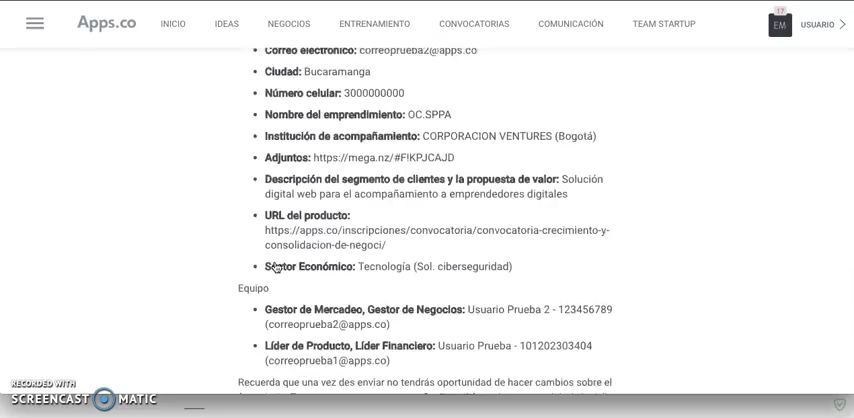 Apps.co
INICIO
IDEAS
NEGOCIOS
ENTRENAMIENTO
CONVOCATORIAS
COMUNICACIÓN
TEAM STARTUP
17
EM
USUARIO
Correo electrónico: correoprueba2@apps.co
Ciudad: Bucaramanga
Número celular: 3000000000
Nombre del emprendimiento: OC.SPPA
Institución de acompañamiento: CORPORACION VENTURES (Bogotá)
Adjuntos: https://mega.nz/#F!KPJCAJD
Descripción del segmento de clientes y la propuesta de valor: Solución
digital web para el acompañamiento a emprendedores digitales
URL del producto:
https://apps.co/inscripciones/convocatoria/convocatoria-crecimiento-y-
consolidacion-de-negoci/
Sector Económico: Tecnología (Sol. ciberseguridad)
Equipo
Gestor de Mercadeo, Gestor de Negocios: Usuario Prueba 2 - 123456789
(correoprueba2@apps.co)
Líder de Producto, Líder Financiero: Usuario Prueba - 101202303404
(correoprueba1@apps.co)
Recuerda que una vez des enviar no tendrás oportunidad de hacer cambios sobre el
RECORDED WITH
SCREENCAST MATIC